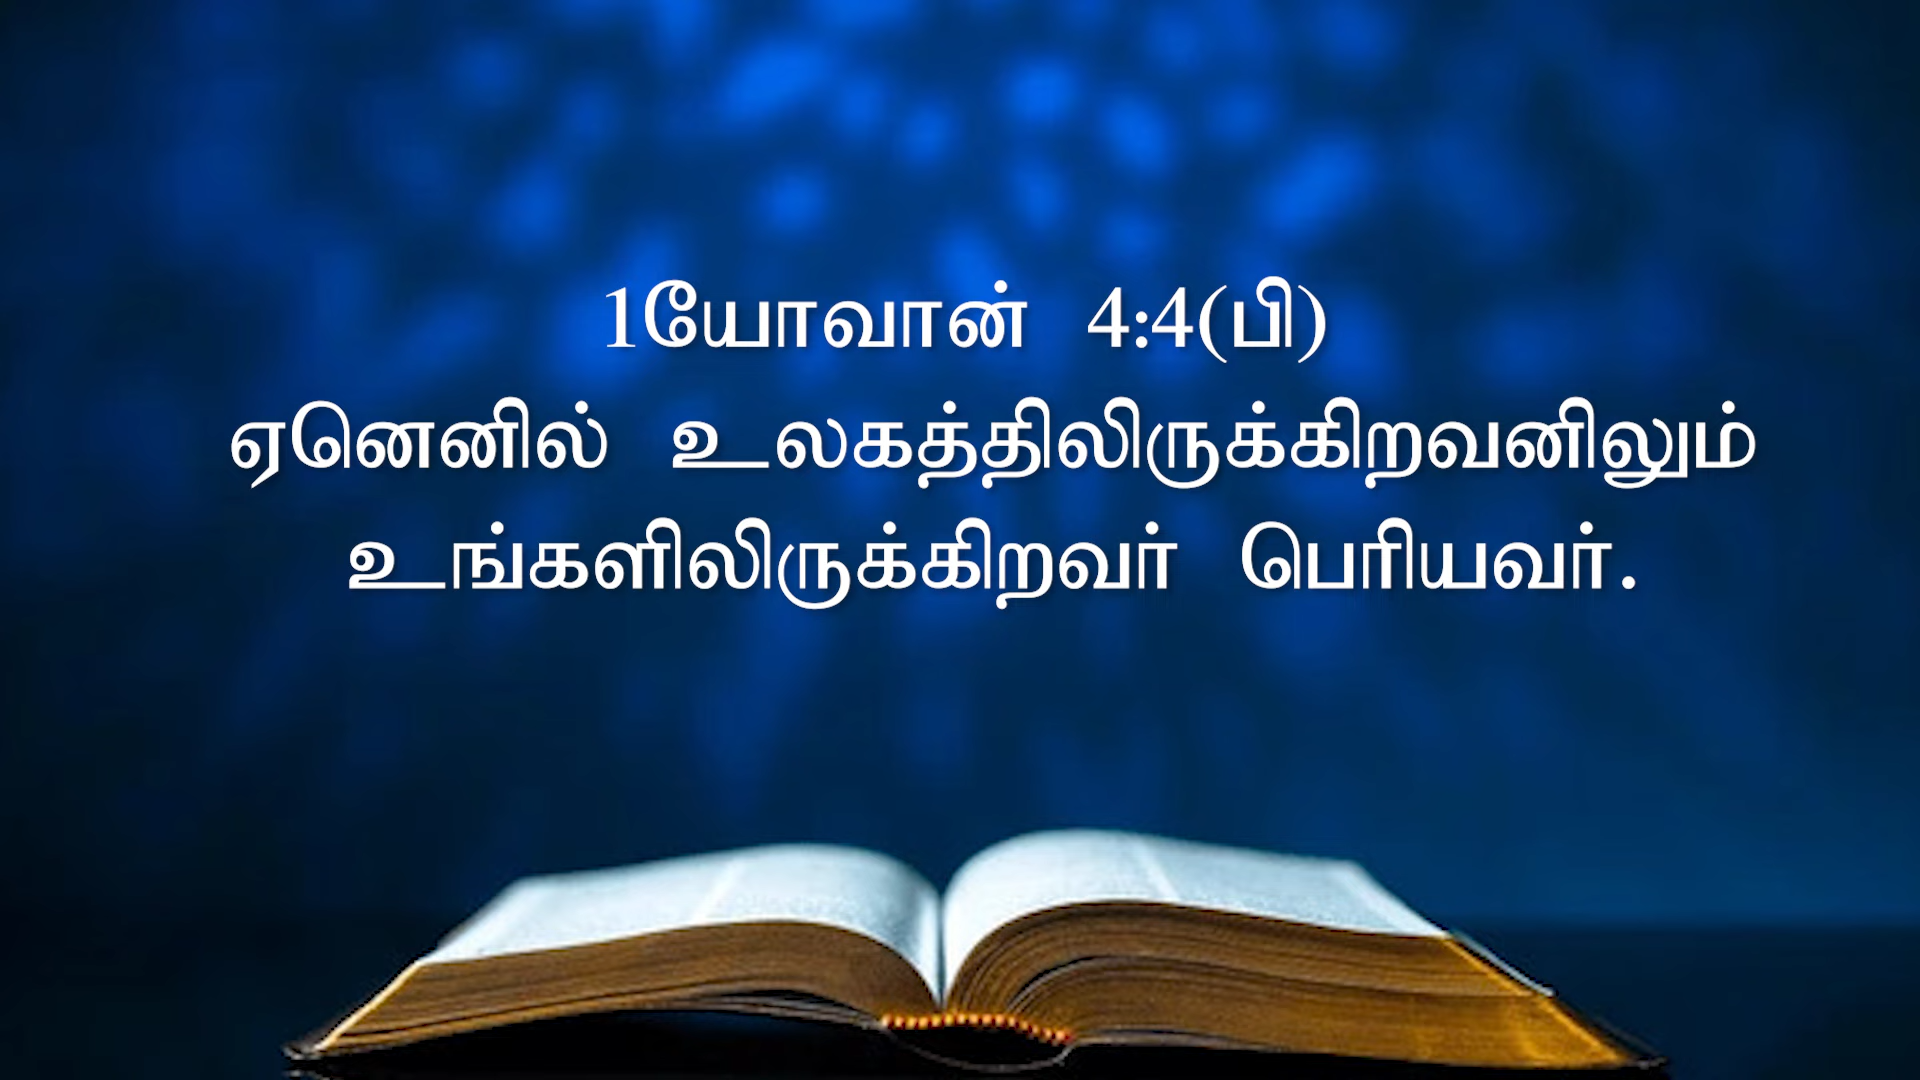 1யோவான் 4:4(பி)
ஏனெனில் உலகத்திலிருக்கிறவனிலும்
உங்களிலிருக்கிறவர் பெரியவர்.